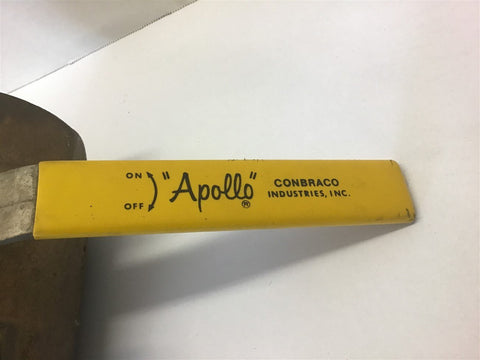 ON
OFF
"Apollo"®
CONBRACO
INDUSTRIES, INC.